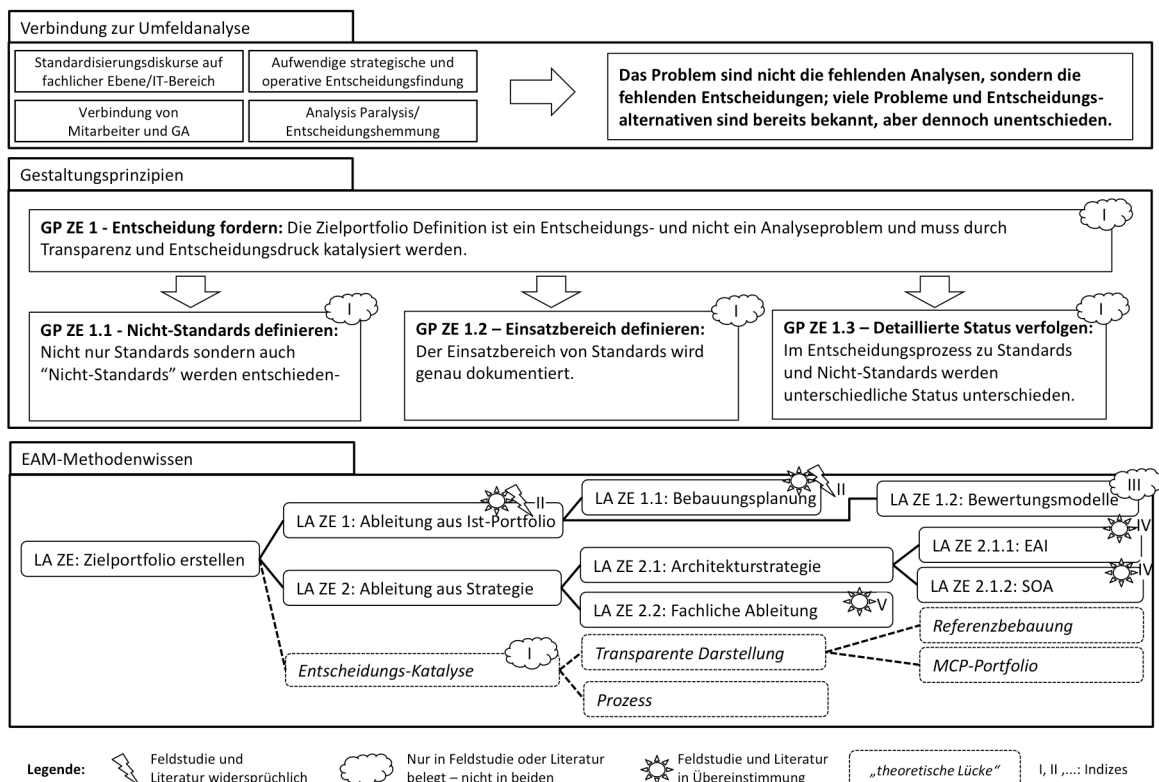 Verbindung zur Umfeldanalyse
Standardisierungsdiskurse auf
fachlicher Ebene/IT-Bereich
Aufwendige strategische und
operative Entscheidungsfindung
Verbindung von
Mitarbeiter und GA
Analysis Paralysis/
Entscheidungshemmung
Das Problem sind nicht die fehlenden Analysen, sondern die
fehlenden Entscheidungen; viele Probleme und Entscheidungs-
alternativen sind bereits bekannt, aber dennoch unentschieden.
Gestaltungsprinzipien
I
GP ZE 1 - Entscheidung fordern: Die Zielportfolio Definition ist ein Entscheidungs- und nicht ein Analyseproblem und muss durch
Transparenz und Entscheidungsdruck katalysiert werden.
I
GP ZE 1.1 - Nicht-Standards definieren:
Nicht nur Standards sondern auch
“Nicht-Standards” werden entschieden-
I
GP ZE 1.2 – Einsatzbereich definieren:
Der Einsatzbereich von Standards wird
genau dokumentiert.
I
GP ZE 1.3 – Detaillierte Status verfolgen:
Im Entscheidungsprozess zu Standards
und Nicht-Standards werden
unterschiedliche Status unterschieden.
EAM-Methodenwissen
LA ZE: Zielportfolio erstellen
II
LA ZE 1: Ableitung aus Ist-Portfolio
II
LA ZE 1.1: Bebauungsplanung
III
LA ZE 1.2: Bewertungsmodelle
LA ZE 2: Ableitung aus Strategie
LA ZE 2.1: Architekturstrategie
IV
LA ZE 2.1.1: EAI
IV
LA ZE 2.1.2: SOA
LA ZE 2.2: Fachliche Ableitung
V
I
Entscheidungs-Katalyse
Transparente Darstellung
Referenzbebauung
MCP-Portfolio
Prozess
Legende:
Feldstudie und
Literatur widersprüchlich
Nur in Feldstudie oder Literatur
belegt – nicht in beiden
Feldstudie und Literatur
in Übereinstimmung
„theoretische Lücke“
I, II ,...: Indizes